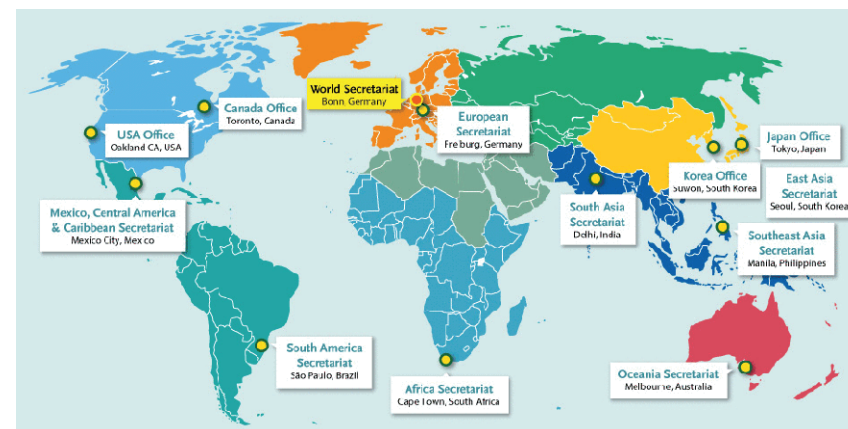 World Secretariat
Bonn, Germany
Canada Office
Toronto, Canada
USA Office
Oakland CA, USA
European
Secretariat
Freiburg, Germany
Japan Office
Tokyo, Japan
Korea Office
Suwon, South Korea
East Asia
Secretariat
Seoul, South Korea
Mexico, Central America
& Caribbean Secretariat
Mexico City, Mexico
South Asia
Secretariat
Delhi, India
Southeast Asia
Secretariat
Manila, Philippines
South America
Secretariat
São Paulo, Brazil
Africa Secretariat
Cape Town, South Africa
Oceania Secretariat
Melbourne, Australia